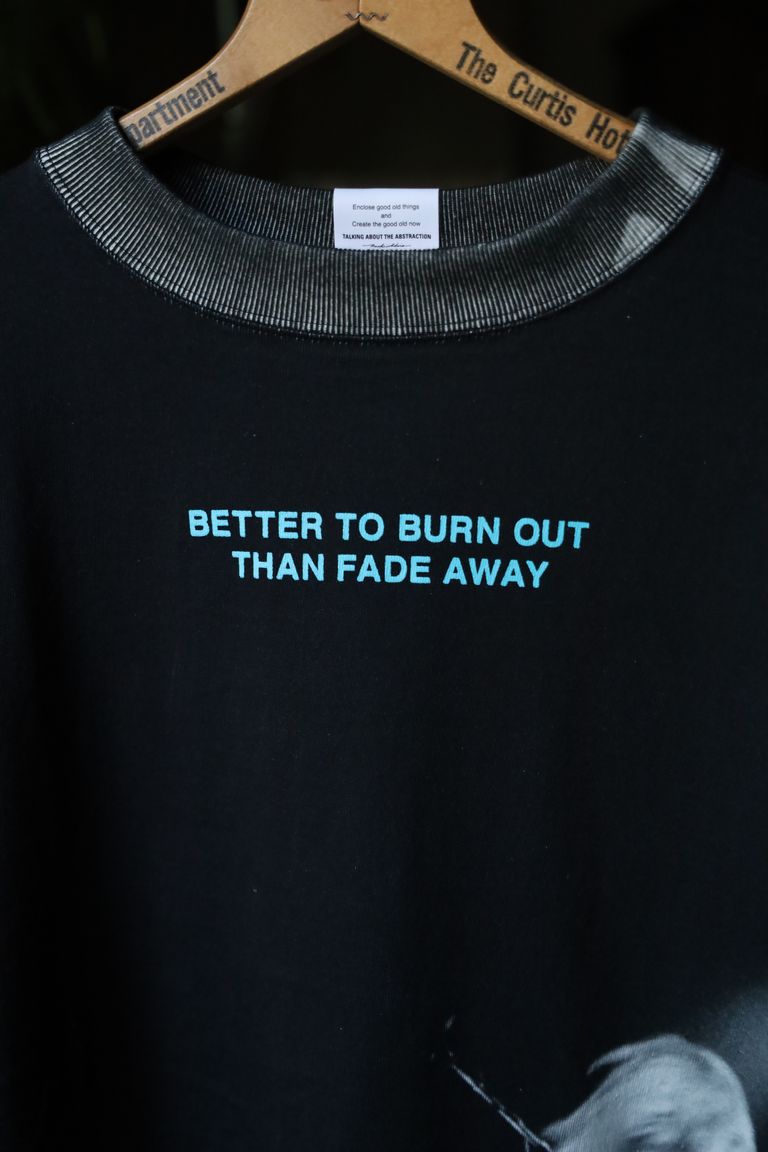 partment
The Curtis Hot
Enclose good old things
and
Create the good old now
TALKING ABOUT THE ABSTRACTION
BETTER TO BURN OUT
THAN FADE AWAY